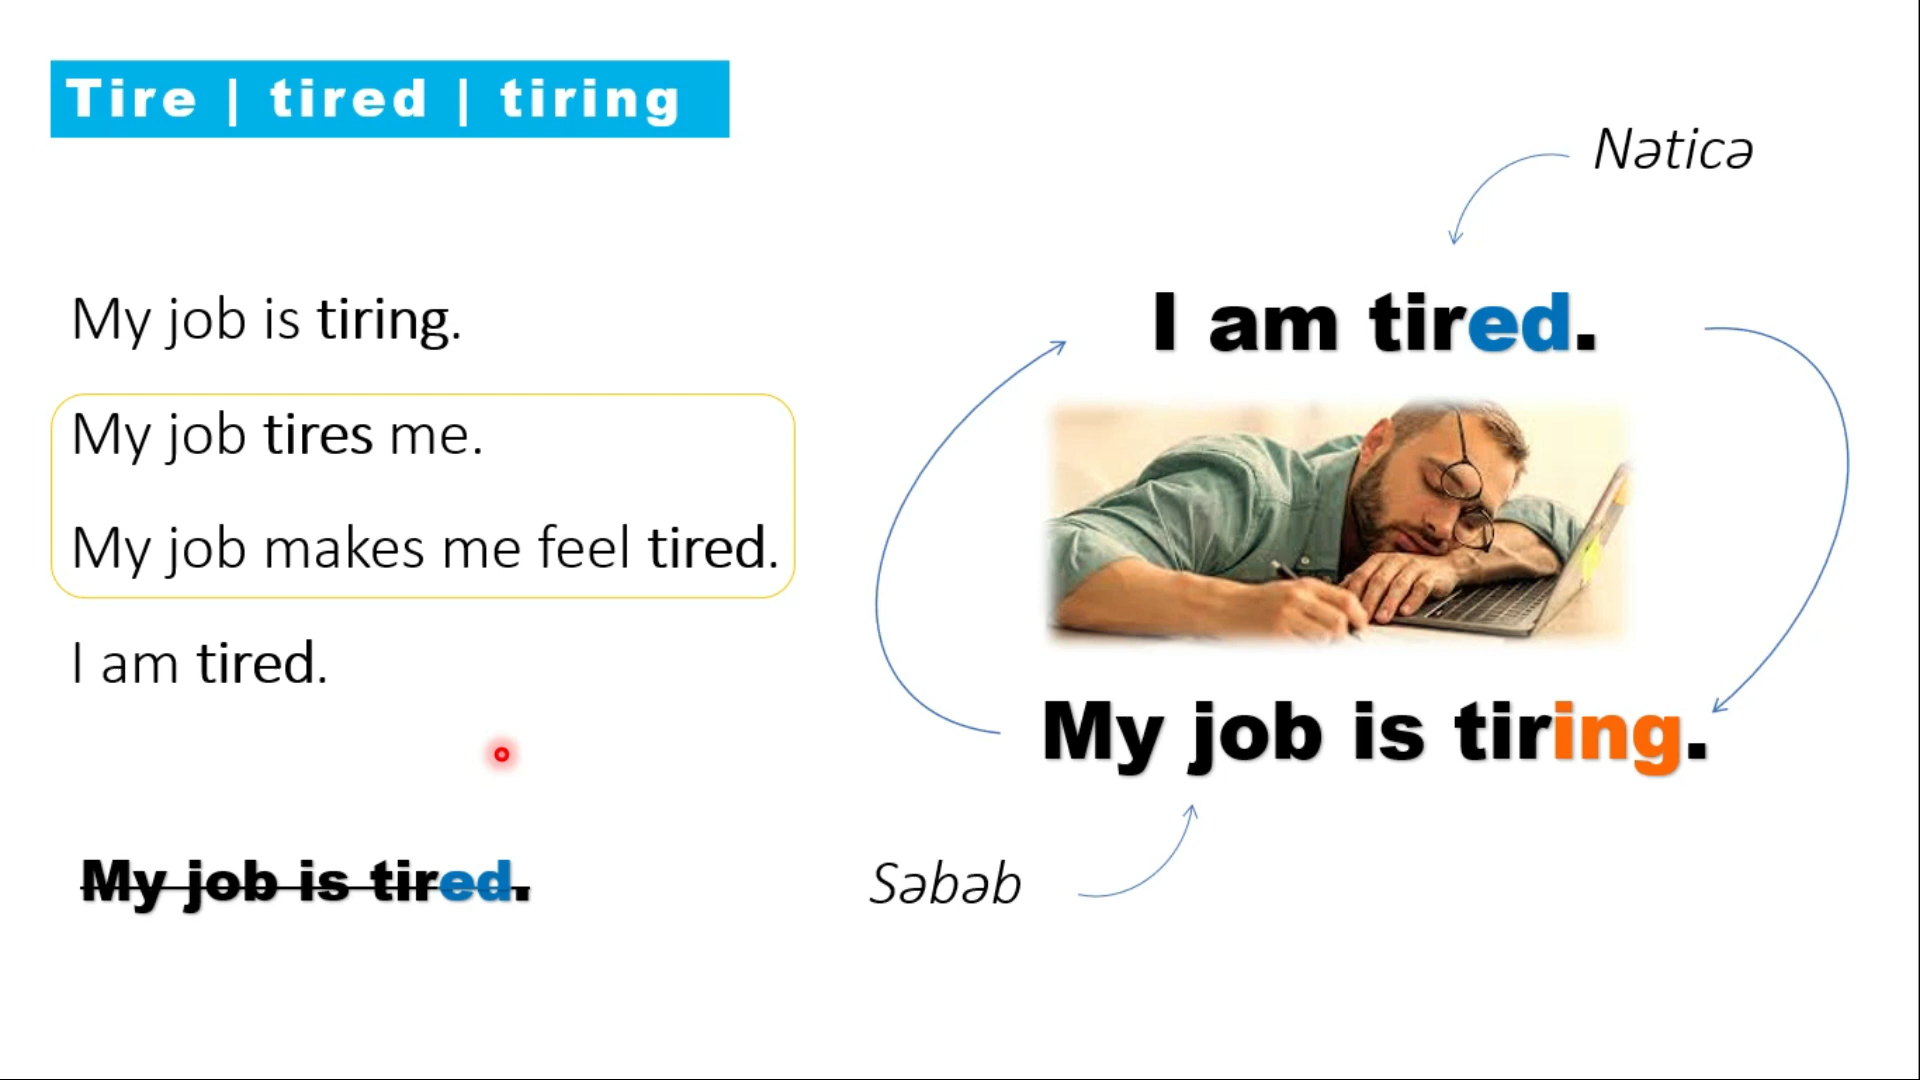 Tire | tired | tiring
My job is tiring.
My job tires me.
My job makes me feel tired.
I am tired.
My job is tired.
Nəticə
I am tired.
My job is tiring.
Səbəb